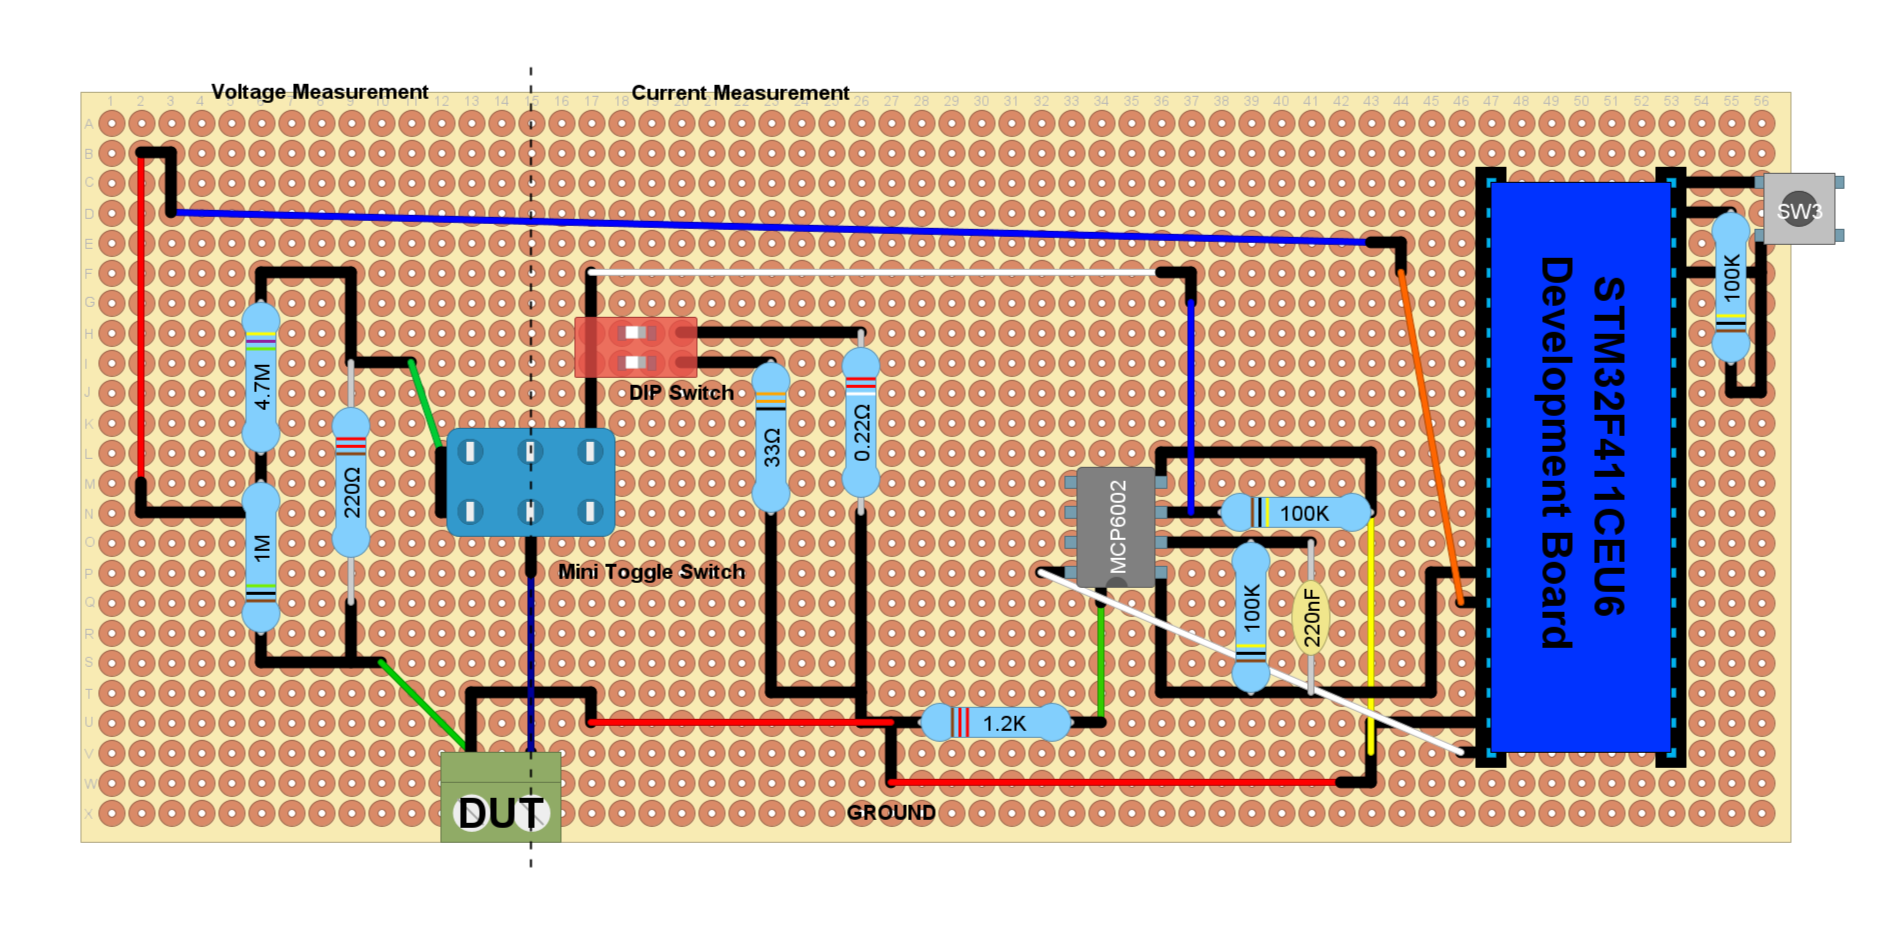 Voltage Measurement
Current Measurement
1 2 3 4 5 6 7 8 9 10 11 12 13 14 15 16 17 18 19 20 21 22 23 24 25 26 27 28 29 30 31 32 33 34 35 36 37 38 39 40 41 42 43 44 45 46 47 48 49 50 51 52 53 54 55 56
A
B
C
D
E
F
G
H
I
J
K
L
M
N
O
P
Q
R
S
T
U
V
W
X
4.7M
1M
220Ω
DIP Switch
33Ω
0.22Ω
Mini Toggle Switch
DUT
GROUND
1.2K
MCP6002
100K
100K
220nF
STM32F411CEU6
Development Board
100K
SW3